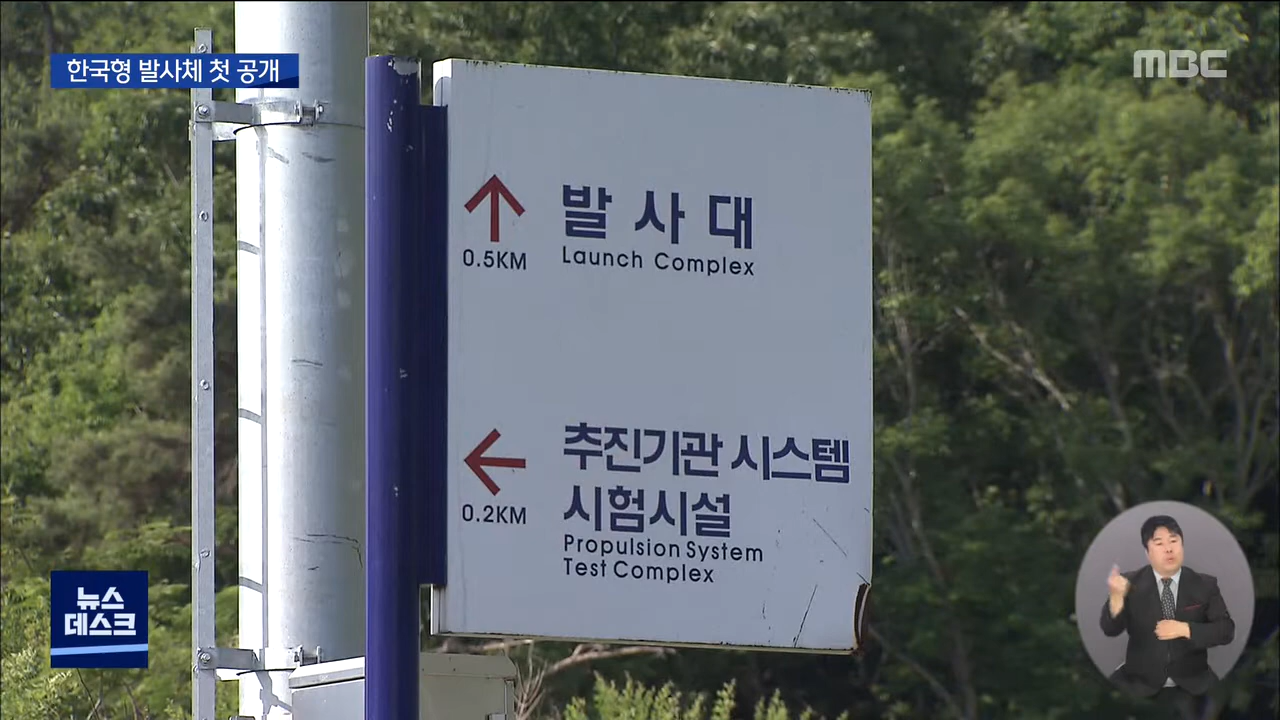 한국형 발사체 첫 공개
MBC
발사대
Launch Complex
0.5KM
추진기관 시스템
시험시설
0.2KM
Propulsion System
Test Complex
뉴스
데스크